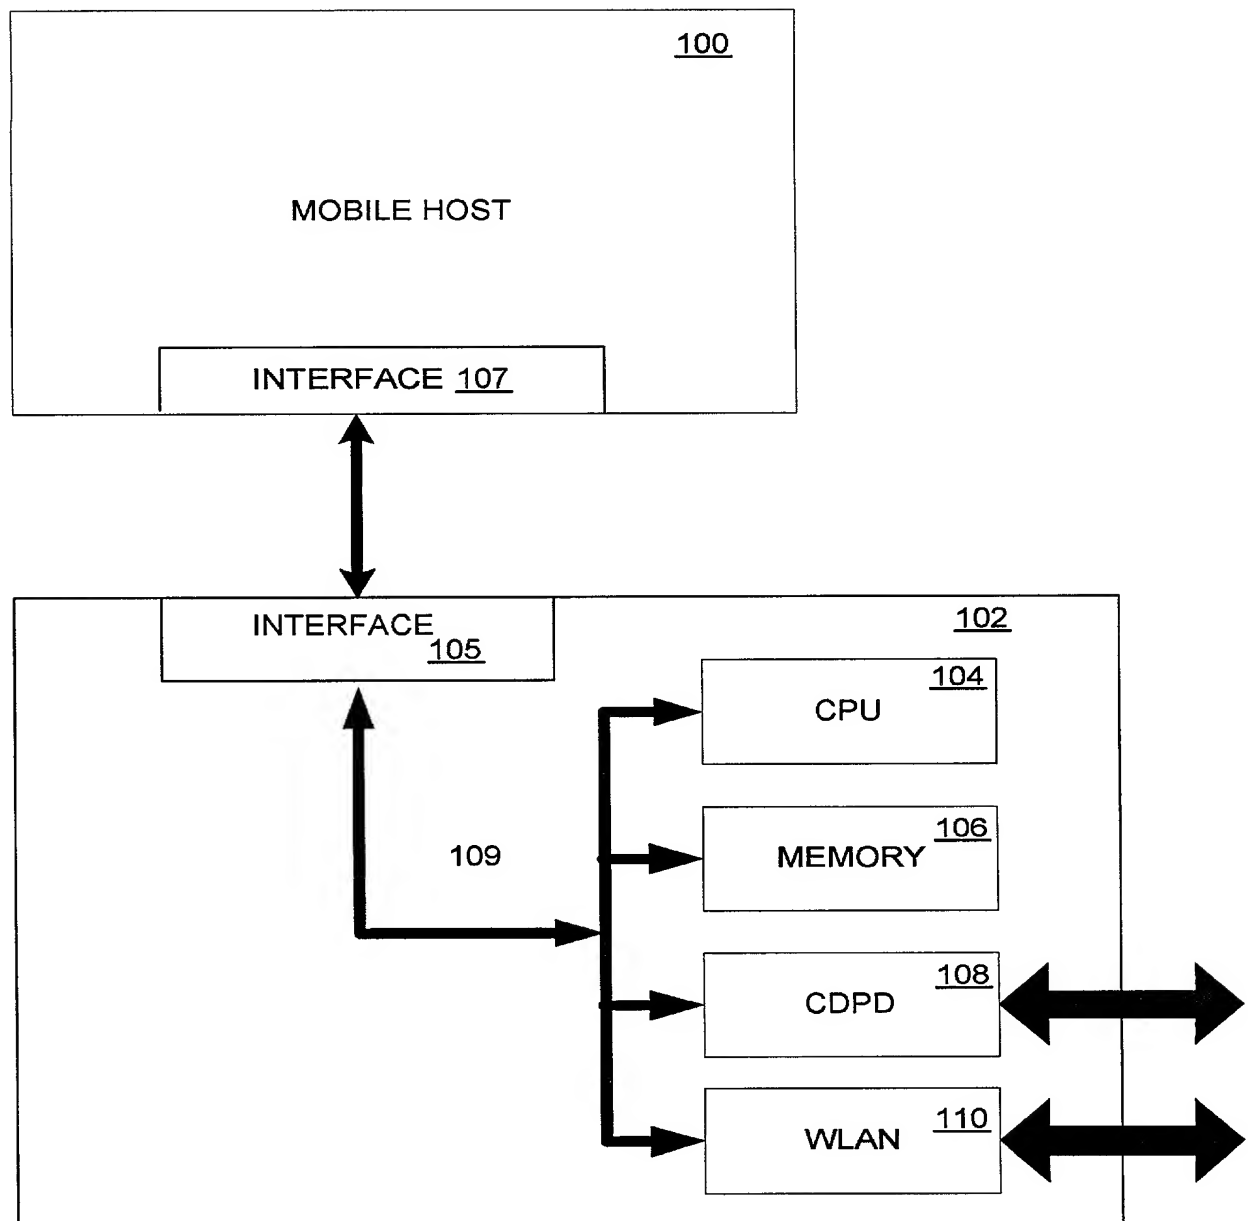 100
MOBILE HOST
INTERFACE 107
INTERFACE
105
102
104
CPU
109
106
MEMORY
108
CDPD
110
WLAN